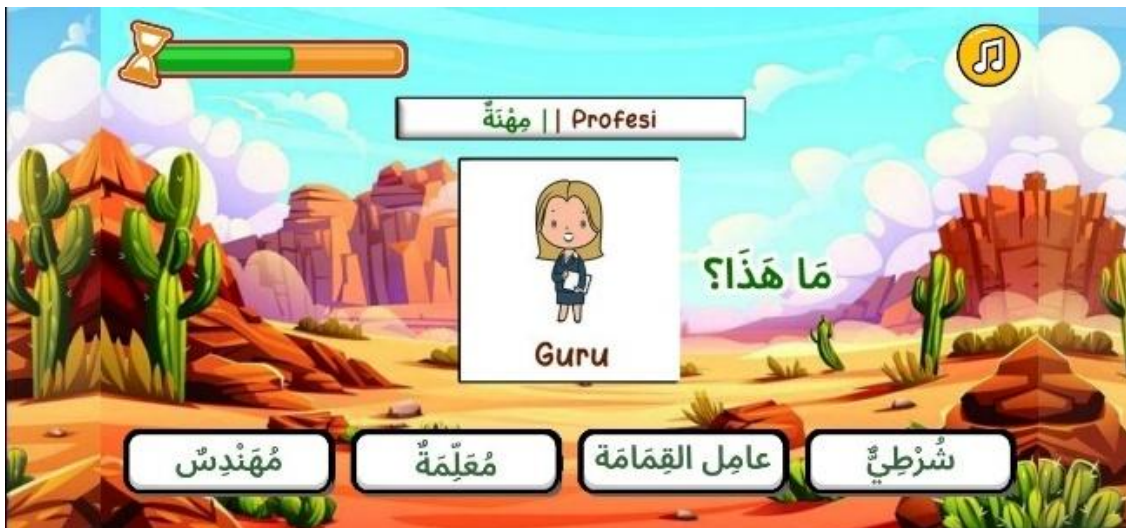 مِهْنَةٌ || Profesi
مَا هَذَا؟
Guru
مُهَنْدِسٌ
مُعَلِّمَةٌ
عامِل القِمَامَة
شُرْطِيٌّ